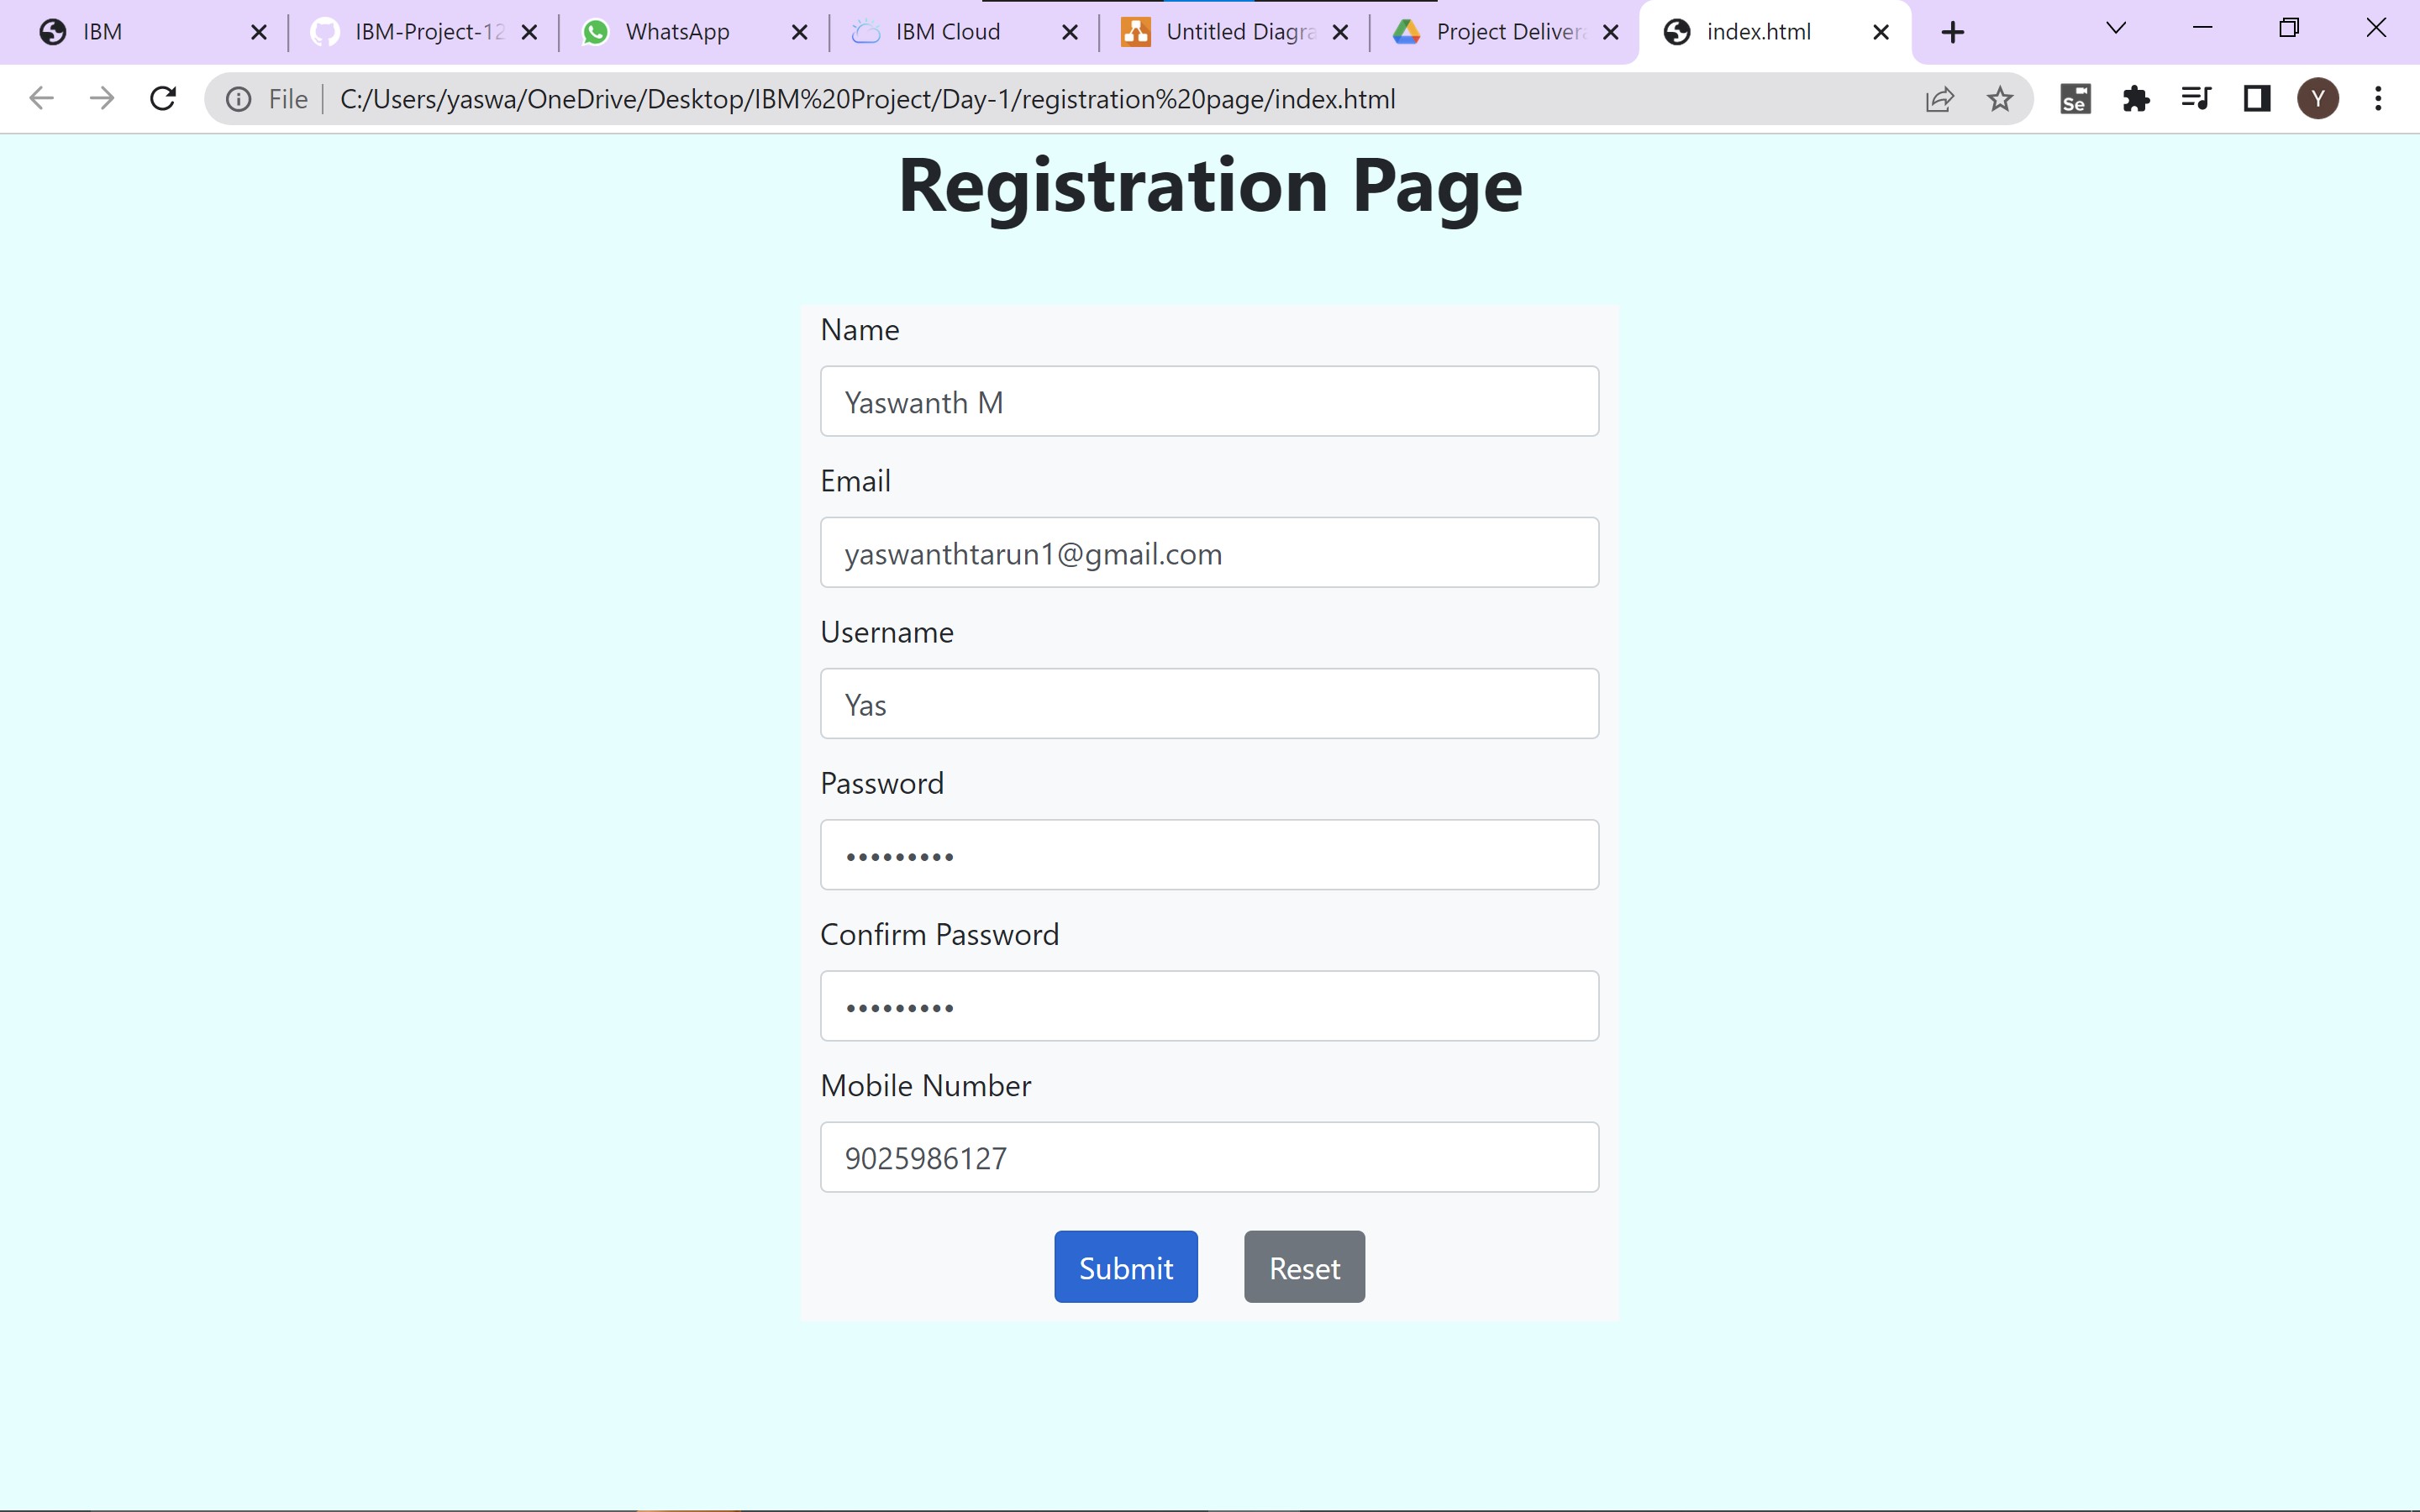 IBM
IBM-Project-12
WhatsApp
IBM Cloud
Untitled Diagra
Project Delivera
index.html
File
C:/Users/yaswa/OneDrive/Desktop/IBM%20Project/Day-1/registration%20page/index.html
Se
Y
Registration Page
Name
Yaswanth M
Email
yaswanthtarun1@gmail.com
Username
Yas
Password
•••••••••
Confirm Password
•••••••••
Mobile Number
9025986127
Submit Reset